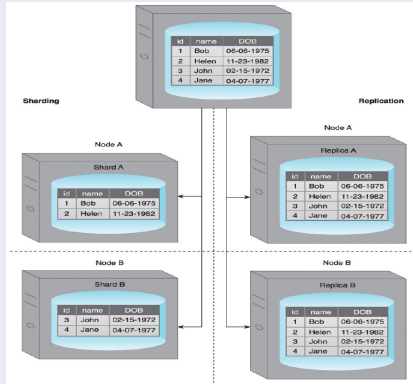 id name DOB
1 Bob 06-06-1975
2 Helen 11-23-1982
3 John 02-15-1972
4 Jane 04-07-1977
Sharding
Replication
Node A
Shard A
id name DOB
1 Bob 06-06-1975
2 Helen 11-23-1982
Node A
Replica A
id name DOB
1 Bob 06-06-1975
2 Helen 11-23-1982
3 John 02-15-1972
4 Jane 04-07-1977
Node B
Shard B
id name DOB
3 John 02-15-1972
4 Jane 04-07-1977
Node B
Replica B
id name DOB
1 Bob 06-06-1975
2 Helen 11-23-1982
3 John 02-15-1972
4 Jane 04-07-1977